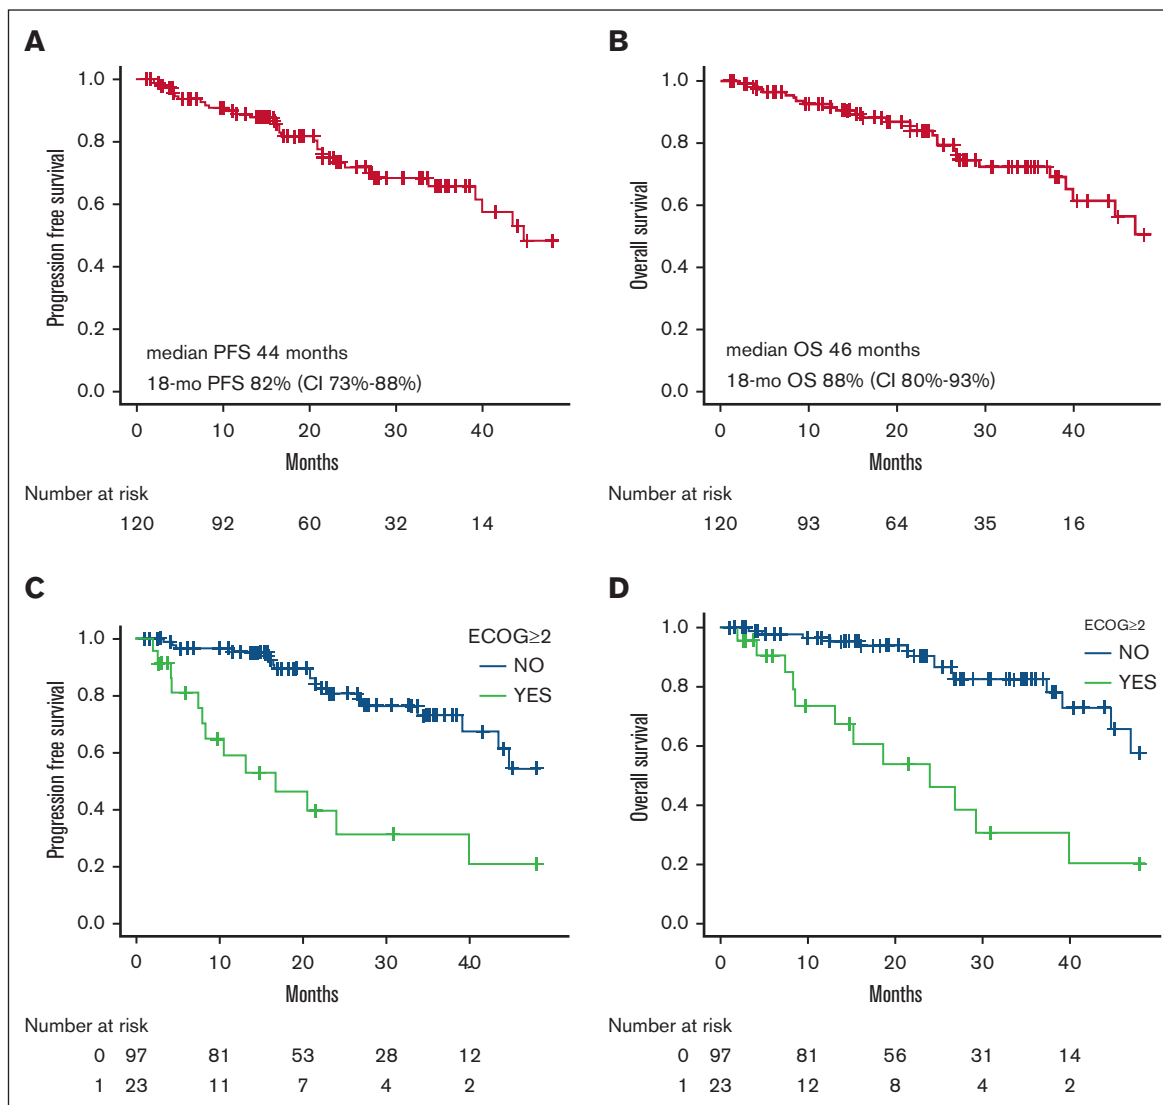 A
1.0
0.8
0.6
0.4
0.2
0.0
Progression free survival
median PFS 44 months
18-mo PFS 82% (CI 73%-88%)
0 10 20 30 40
Months
Number at risk
120 92 60 32 14
B
1.0
0.8
0.6
0.4
0.2
0.0
Overall survival
median OS 46 months
18-mo OS 88% (CI 80%-93%)
0 10 20 30 40
Months
Number at risk
120 93 64 35 16
C
1.0
0.8
0.6
0.4
0.2
0.0
Progression free survival
ECOG≥2
NO
YES
0 10 20 30 40
Months
Number at risk
0 97 81 53 28 12
1 23 11 7 4 2
D
1.0
0.8
0.6
0.4
0.2
0.0
Overall survival
ECOG≥2
NO
YES
0 10 20 30 40
Months
Number at risk
0 97 81 56 31 14
1 23 12 8 4 2